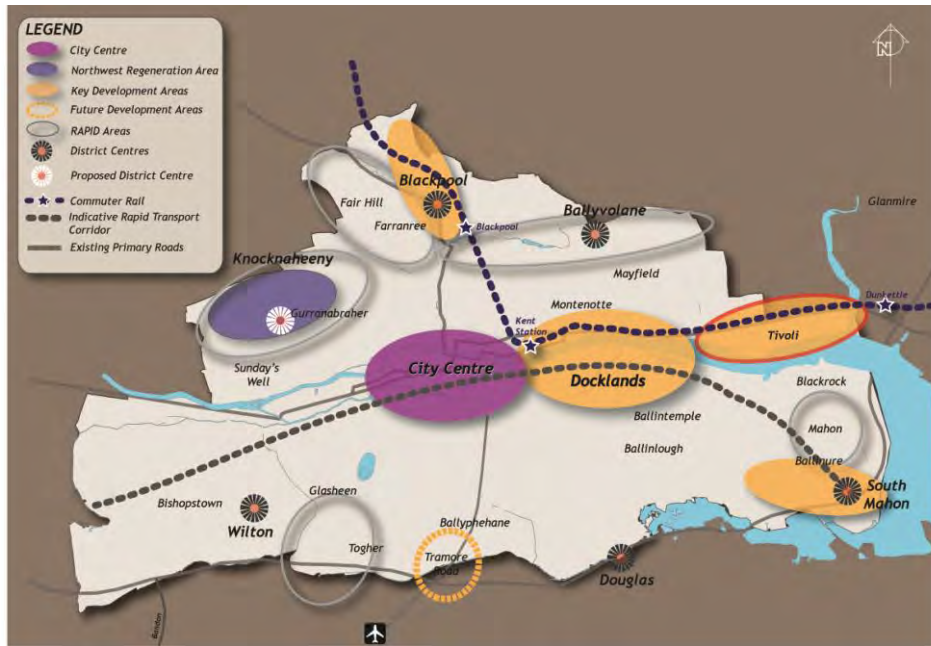 LEGEND
City Centre
Northwest Regeneration Area
Key Development Areas
Future Development Areas
RAPID Areas
District Centres
Proposed District Centre
Commuter Rail
Indicative Rapid Transport
Corridor
Existing Primary Roads
N
Blackpool
Fair Hill
Farranree
Blackpool
Ballyvolane
Glanmire
Knocknaheeny
Mayfield
Gurranabraher
Montenotte
Dunkettle
Kent
Station
Tivoli
Sunday's
Well
City Centre
Docklands
Blackrock
Ballintemple
Mahon
Ballinlough
Ballinure
South
Mahon
Bishopstown
Glasheen
Wilton
Ballyphehane
Togher
Tramore
Road
Douglas
Bandon